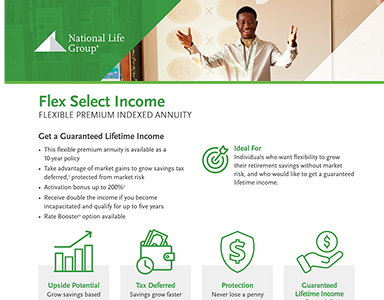 National Life
Group®
Flex Select Income
FLEXIBLE PREMIUM INDEXED ANNUITY
Get a Guaranteed Lifetime Income
• This flexible premium annuity is available as a
10-year policy
• Take advantage of market gains to grow savings tax
deferred,¹ protected from market risk
• Activation bonus up to 200%²
• Receive double the income if you become
incapacitated and qualify for up to five years
• Rate Booster³ option available
Ideal For
Individuals who want flexibility to grow
their retirement savings without market
risk, and who would like to get a guaranteed
lifetime income.
Upside Potential
Grow savings based
Tax Deferred
Savings grow faster
Protection
Never lose a penny
Guaranteed
Lifetime Income